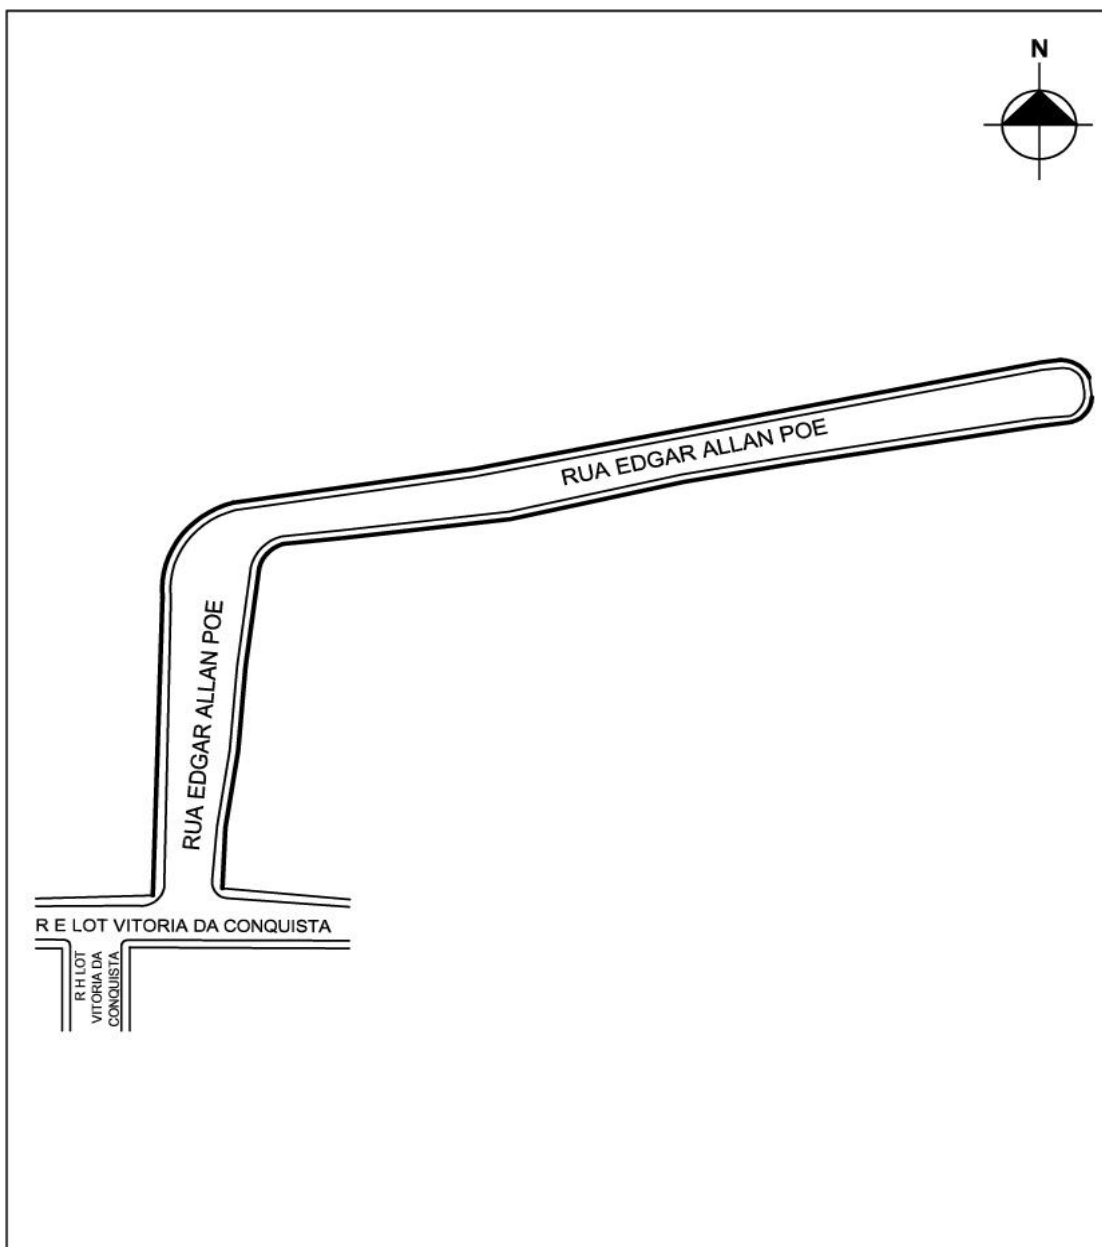 N
RUA EDGAR ALLAN POE
RUA EDGAR ALLAN POE
R E LOT VITORIA DA CONQUISTA
R H LOT
VITORIA DA
CONQUISTA